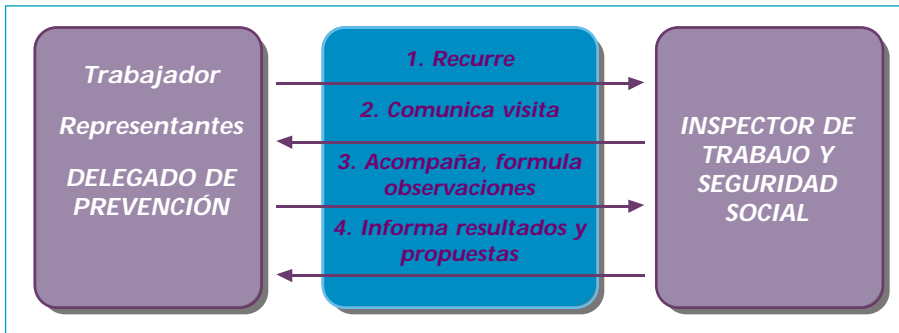 Trabajador
Representantes
DELEGADO DE
PREVENCIÓN
1. Recurre
2. Comunica visita
3. Acompaña, formula
observaciones
4. Informa resultados y
propuestas
INSPECTOR DE
TRABAJO Y
SEGURIDAD
SOCIAL